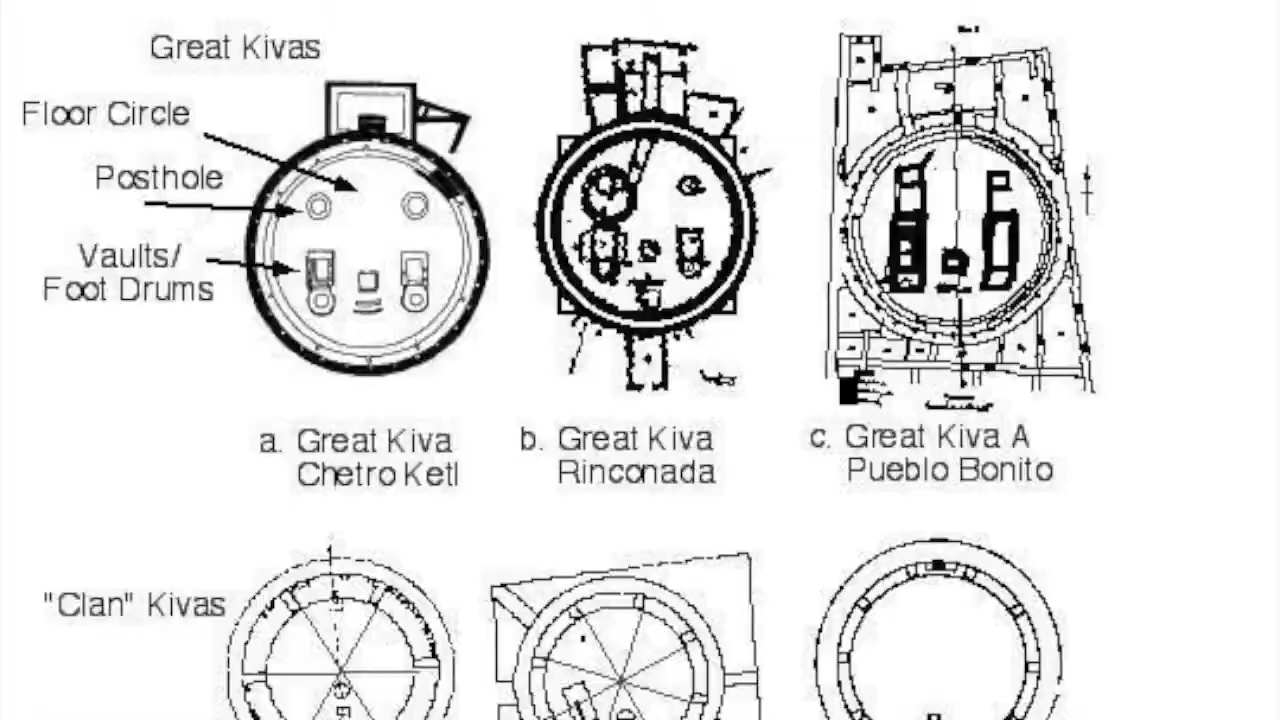 Great Kivas
Floor Circle
Posthole
Vaults/
Foot Drums
a. Great Kiva
Chetro Ketl
b. Great Kiva
Rinconada
c. Great Kiva A
Pueblo Bonito
"Clan" Kivas